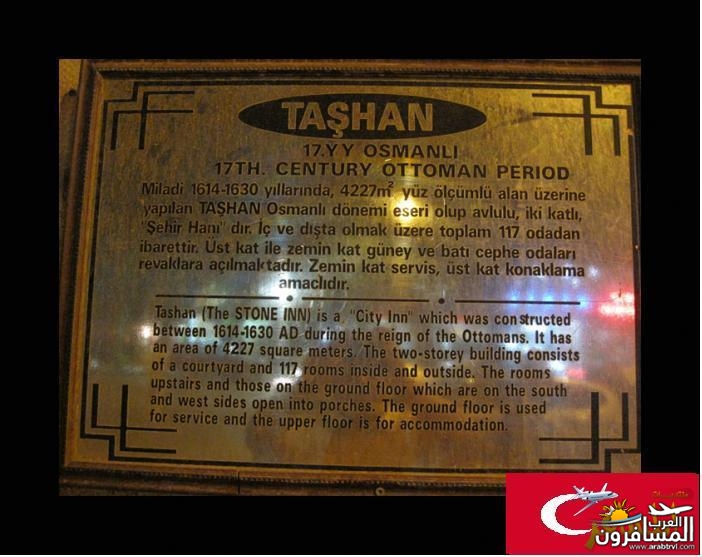 TAŞHAN
17.YY OSMANLI
17TH. CENTURY OTTOMAN PERIOD
Miladi 1614-1630 yıllarında, 4227m² yüz ölçümlü alan üzerine
yapılan TAŞHAN Osmanlı dönemi eseri olup avlulu, iki katlı,
"Şehir Hanı" dır. İç ve dışta olmak üzere toplam 117 odadan
ibarettir. Üst kat ile zemin kat güney ve batı cephe odaları
revaklara açılmaktadır. Zemin kat servis, üst kat konaklama
amaclıdır.
Tashan (The STONE INN) is a "City Inn" which was constructed
between 1614-1630 AD during the reign of the Ottomans. It has
an area of 4227 square meters. The two-storey building consists
of a courtyard and 117 rooms inside and outside. The rooms
upstairs and those on the ground floor which are on the south
and west sides open into porches. The ground floor is used
for service and the upper floor is for accommodation.
العرب
المسافرون
www.arabtrvl.com